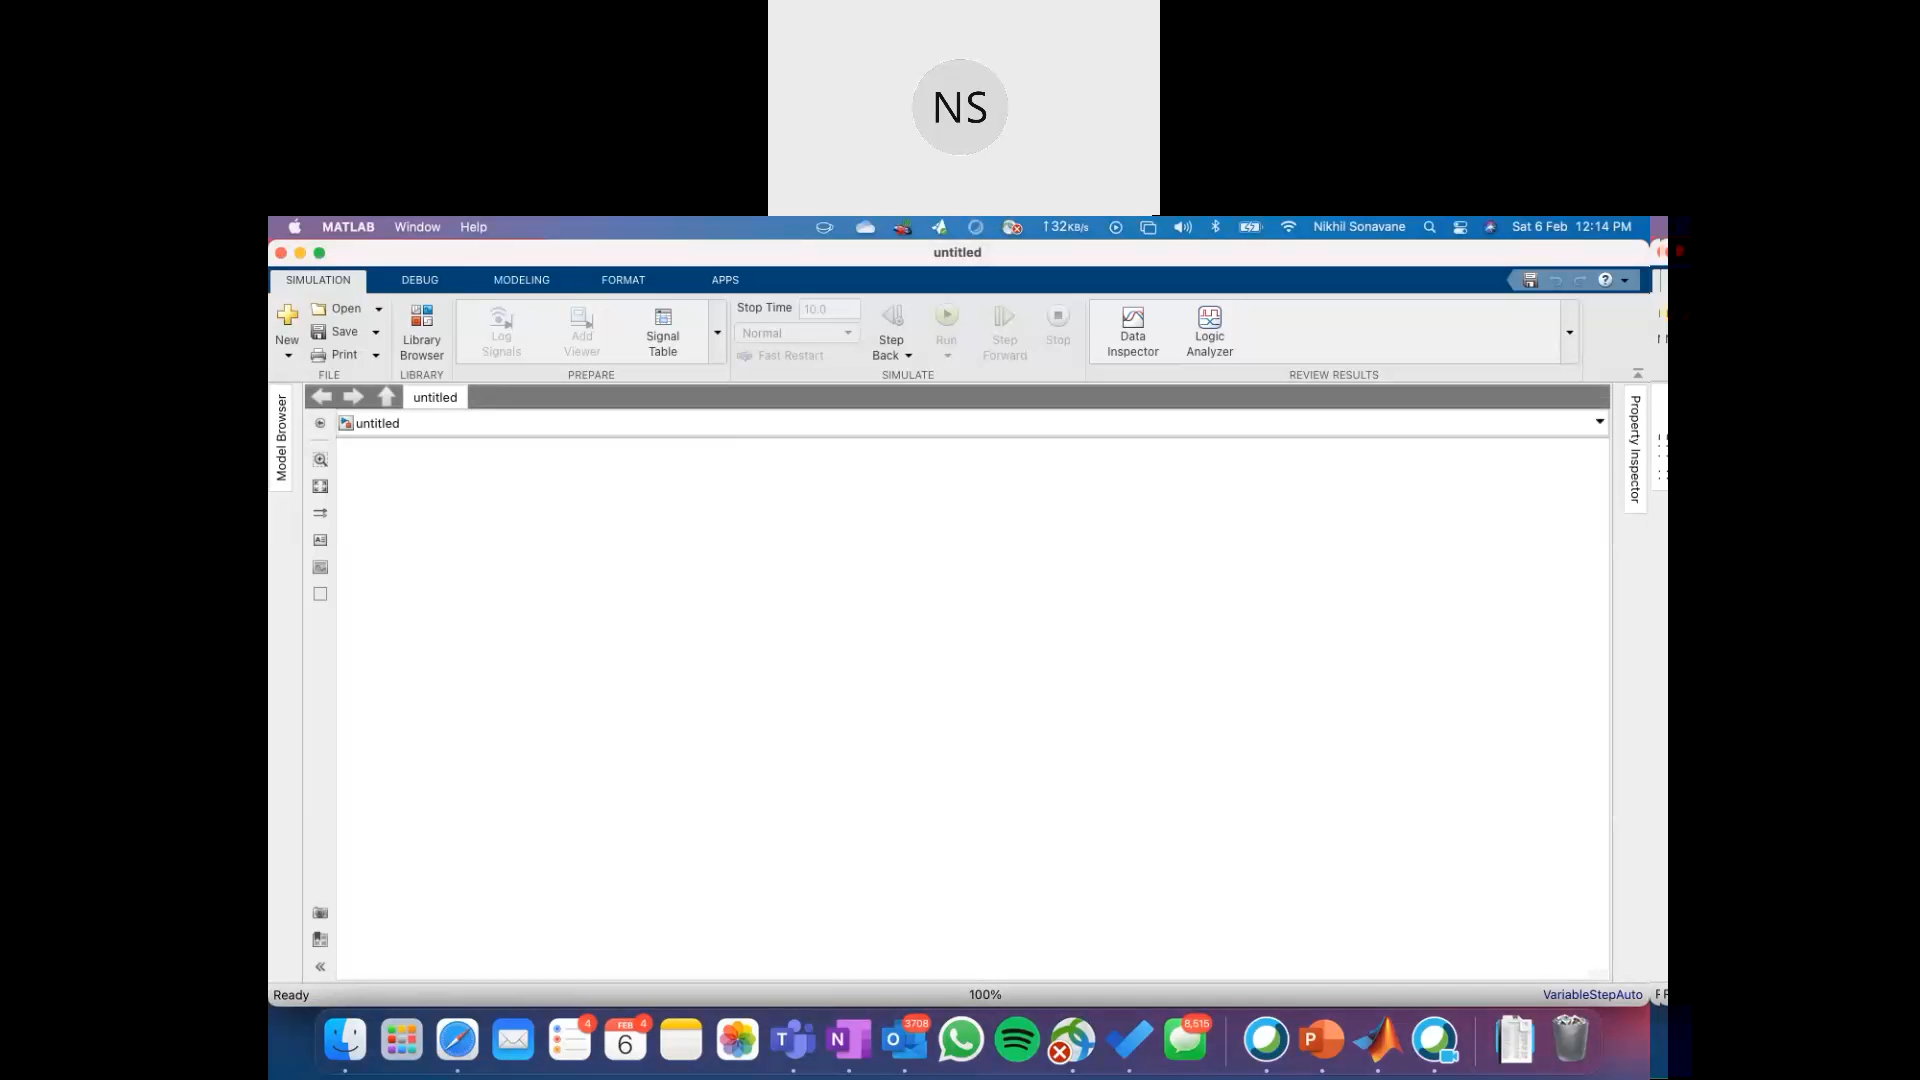 NS
MATLAB Window Help 132KB/s Nikhil Sonavane Sat 6 Feb 12:14 PM
untitled
SIMULATION DEBUG MODELING FORMAT APPS
New
Open
Save
Print
FILE
Library
Browser
LIBRARY
Log
Signals
Add
Viewer
Signal
Table
PREPARE
Stop Time 10.0
Normal
Fast Restart
Step
Back
Run
Step
Forward
Stop
SIMULATE
Data
Inspector
Logic
Analyzer
REVIEW RESULTS
untitled
untitled
Model Browser
Property Inspector
Ready 100% VariableStepAuto
4
FEB 4
6
T
N
O 3708
8,515
P